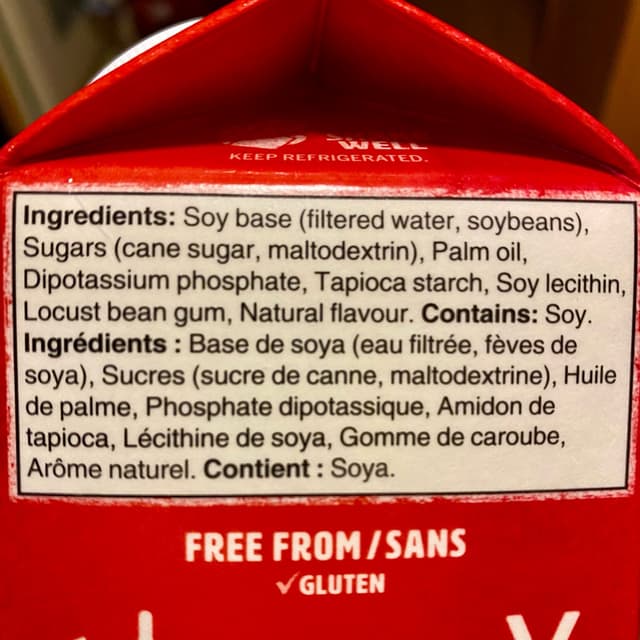 WELL
KEEP REFRIGERATED.
Ingredients: Soy base (filtered water, soybeans),
Sugars (cane sugar, maltodextrin), Palm oil,
Dipotassium phosphate, Tapioca starch, Soy lecithin,
Locust bean gum, Natural flavour. Contains: Soy.
Ingrédients : Base de soya (eau filtrée, fèves de
soya), Sucres (sucre de canne, maltodextrine), Huile
de palme, Phosphate dipotassique, Amidon de
tapioca, Lécithine de soya, Gomme de caroube,
Arôme naturel. Contient : Soya.
FREE FROM/SANS
✓GLUTEN